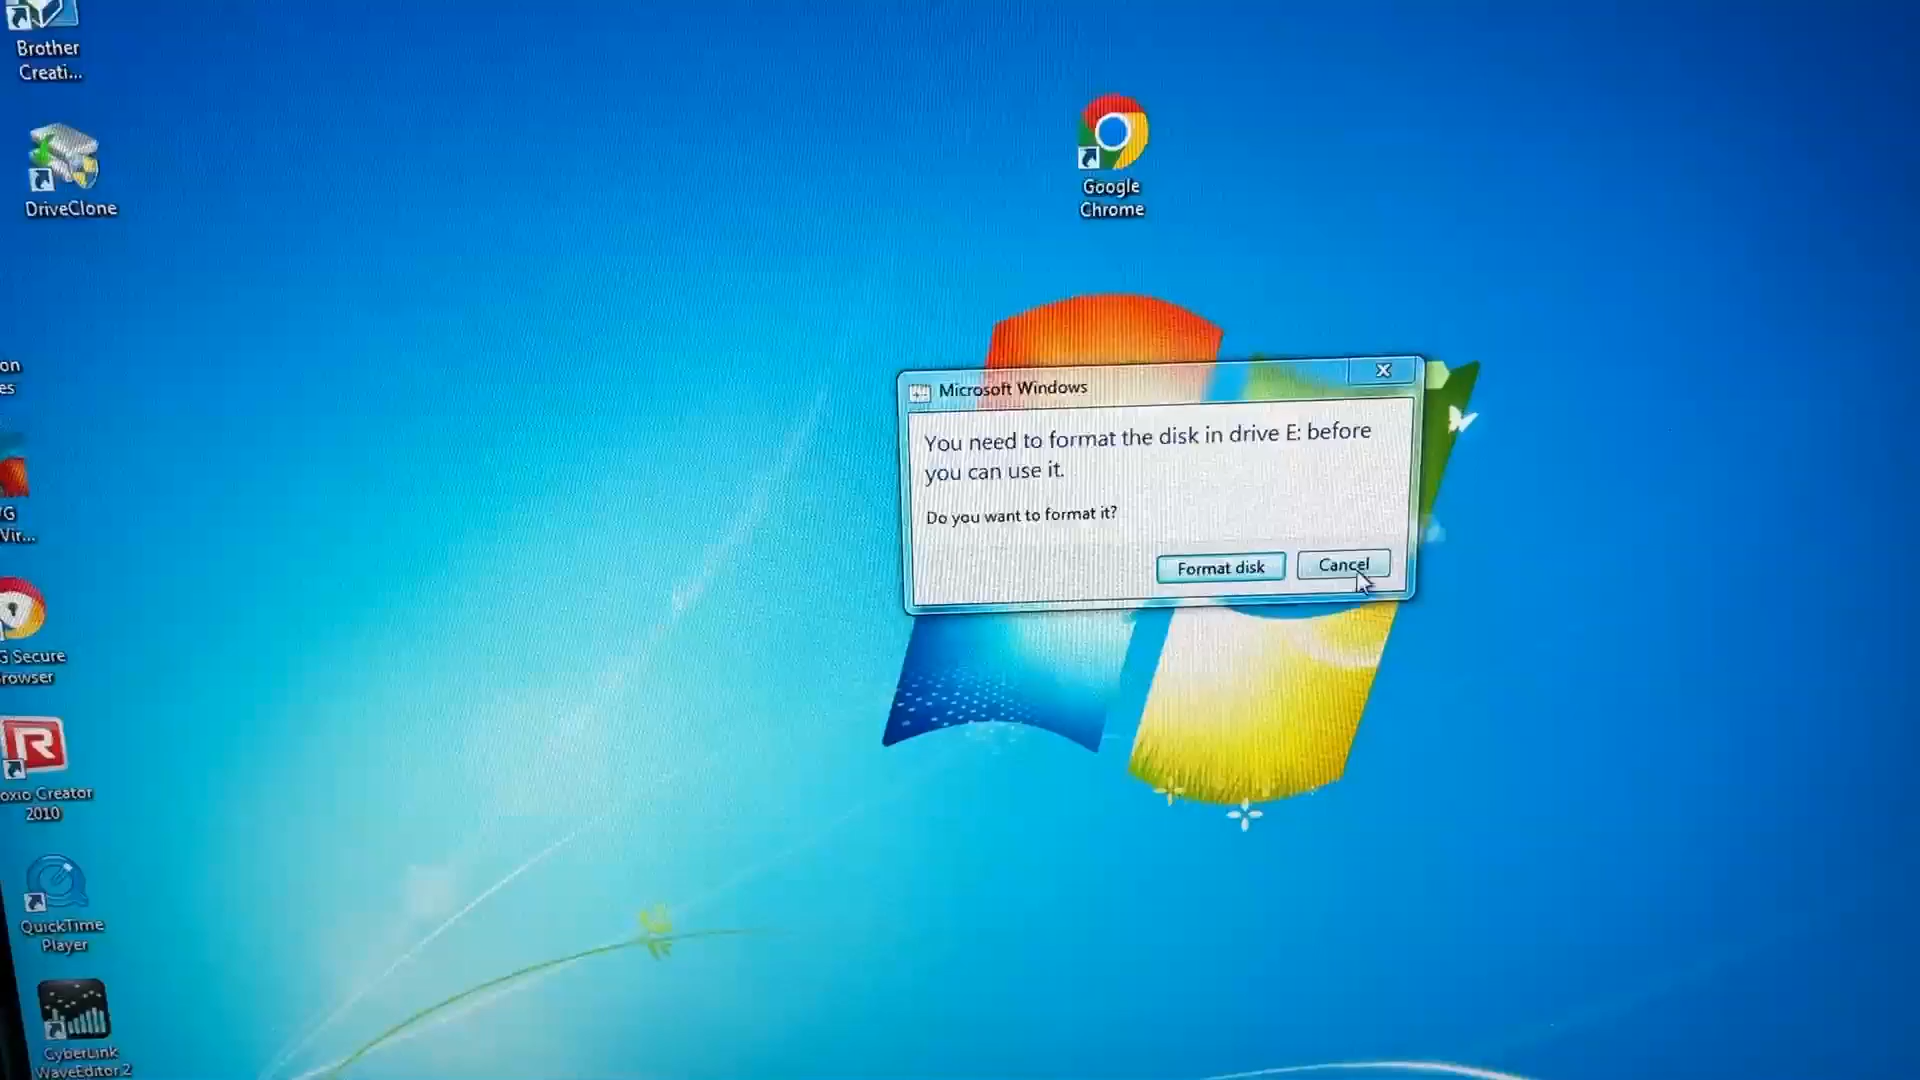 Brother
Creati...
DriveClone
Google
Chrome
on
es
Microsoft Windows
You need to format the disk in drive E: before
you can use it.
Do you want to format it?
Format disk
Cancel
G
Vir...
G Secure
rowser
R
oxio Creator
2010
QuickTime
Player
CyberLink
WaveEditor 2